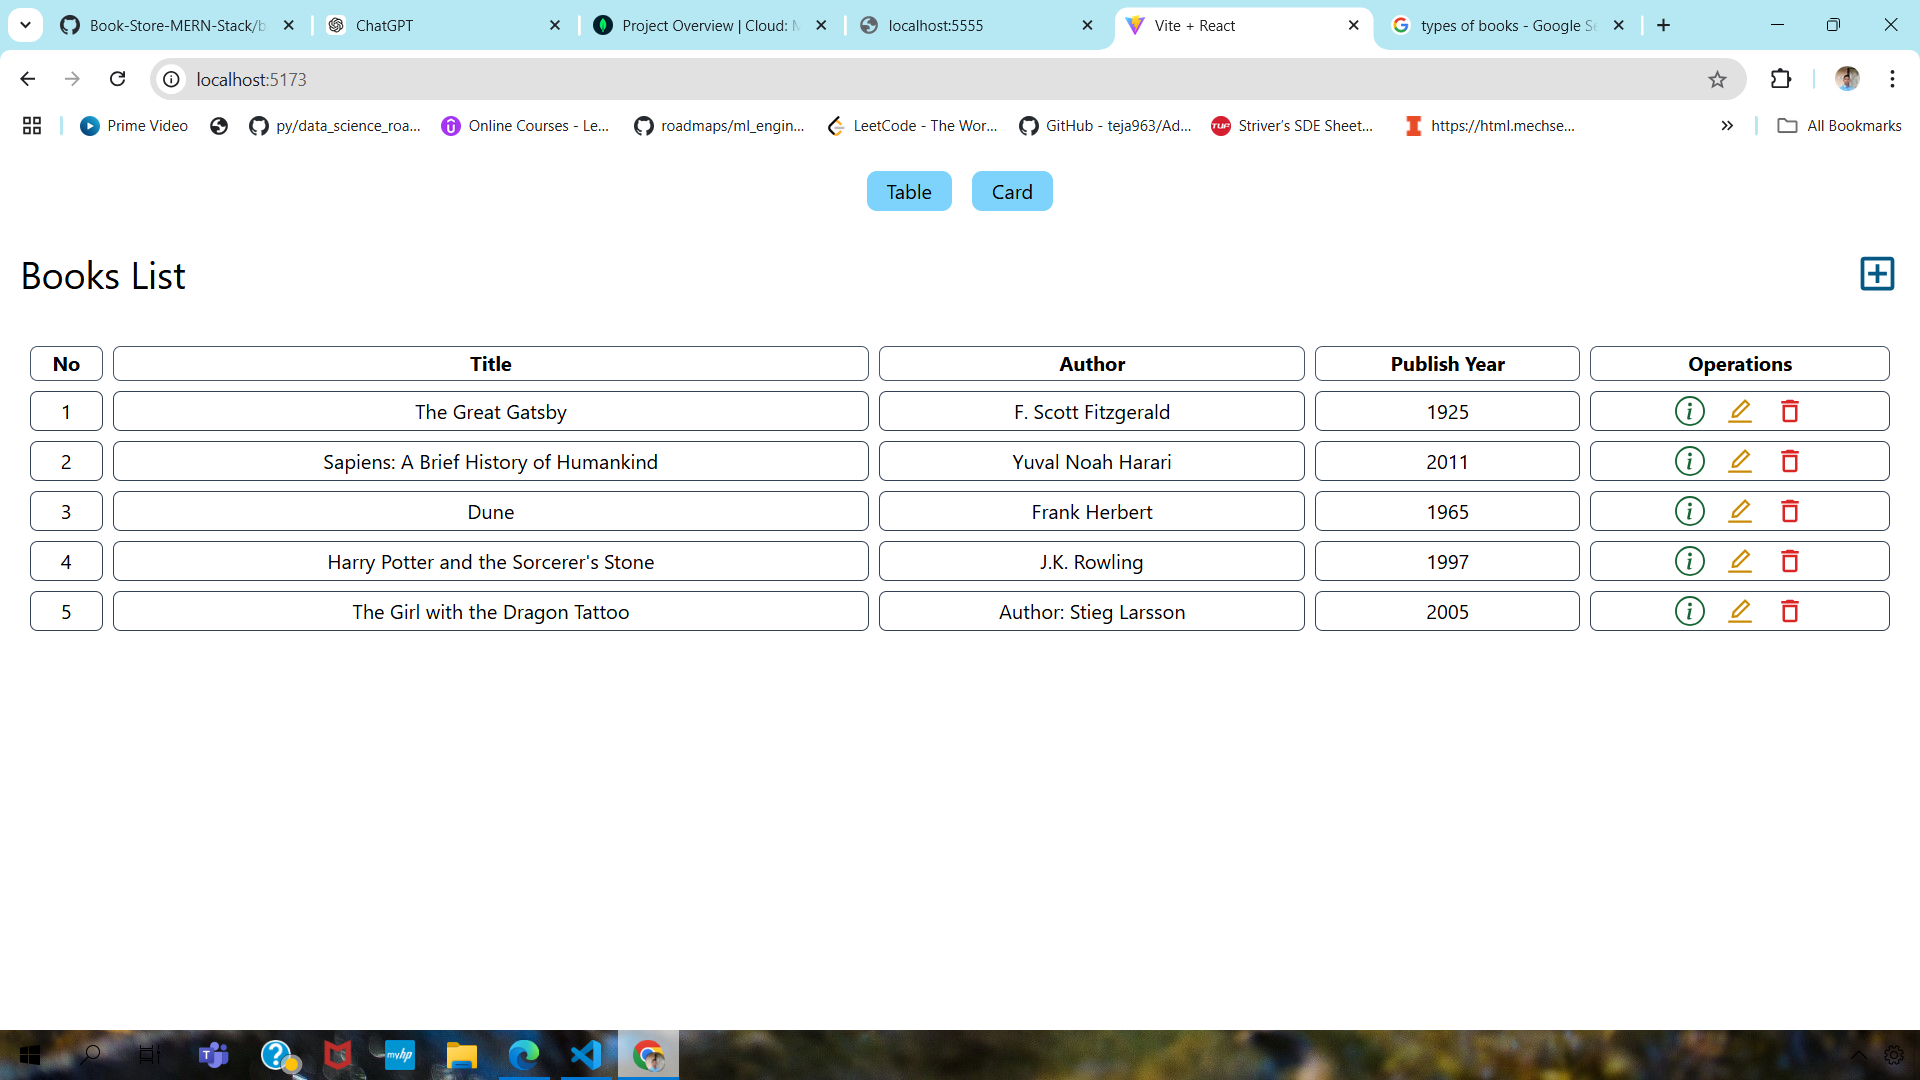 Book-Store-MERN-Stack/b
ChatGPT
Project Overview | Cloud: M
localhost:5555
Vite + React
types of books - Google Se
localhost:5173
Prime Video
py/data_science_roa...
Online Courses - Le...
roadmaps/ml_engin...
LeetCode - The Wor...
GitHub - teja963/Ad...
TUF
Striver's SDE Sheet...
https://html.mechse...
All Bookmarks
Table Card
Books List
No Title Author Publish Year Operations
1 The Great Gatsby F. Scott Fitzgerald 1925
2 Sapiens: A Brief History of Humankind Yuval Noah Harari 2011
3 Dune Frank Herbert 1965
4 Harry Potter and the Sorcerer's Stone J.K. Rowling 1997
5 The Girl with the Dragon Tattoo Author: Stieg Larsson 2005
myhp